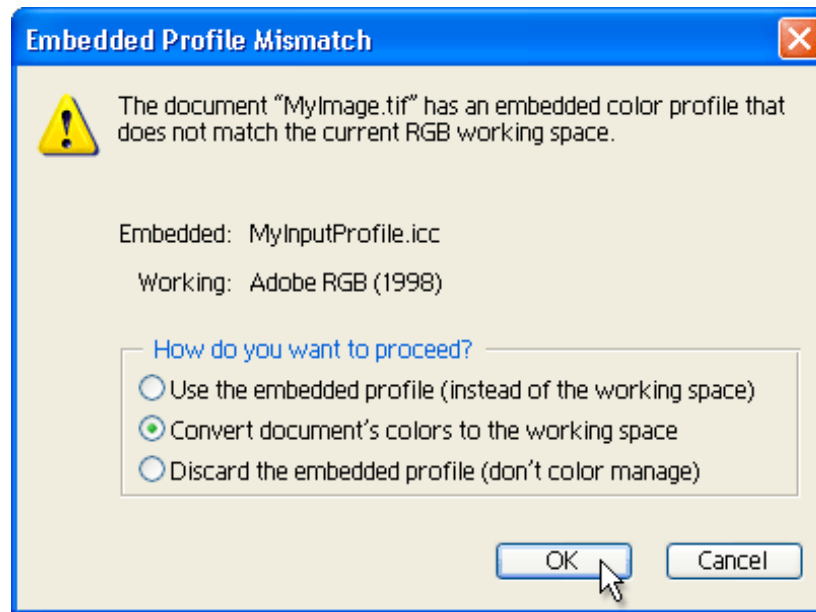 Embedded Profile Mismatch
The document “MyImage.tif” has an embedded color profile that
does not match the current RGB working space.
Embedded: MyInputProfile.icc
Working: Adobe RGB (1998)
How do you want to proceed?
Use the embedded profile (instead of the working space)
Convert document’s colors to the working space
Discard the embedded profile (don’t color manage)
OK Cancel